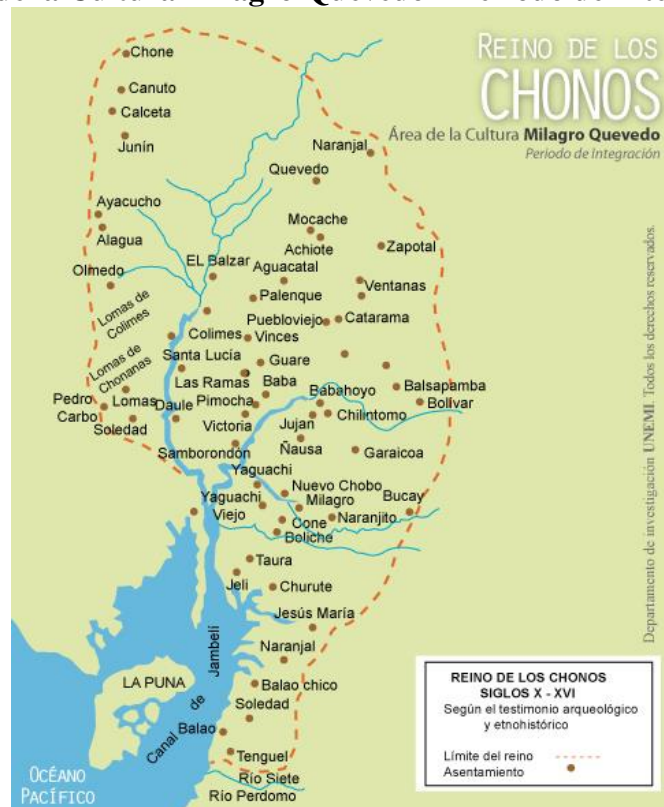 REINO DE LOS
CHONOS
Área de la Cultura Milagro Quevedo
Periodo de Integración
Chone
Canuto
Calceta
Junín
Naranjal
Quevedo
Ayacucho
Alagua
Mocache
Achiote
Zapotal
Olmedo
EL Balzar
Aguacatal
Ventanas
Palenque
Lomas de
Colimes
Puebloviejo
Catarama
Colimes
Vinces
Lomas de
Chonanas
Santa Lucía
Guare
Las Ramas
Baba
Babahoyo
Balsapamba
Bolívar
Pedro
Carbo
Lomas
Daule
Pimocha
Chilintomo
Soledad
Victoria
Jujan
Ñausa
Garaicoa
Samborondón
Yaguachi
Nuevo Chobo
Yaguachi
Viejo
Milagro
Bucay
Cone
Naranjito
Boliche
Taura
Jeli
Churute
Jesús María
Naranjal
LA PUNA
Canal de Jambelí
Balao chico
Soledad
Balao
Tenguel
Río Siete
Río Perdomo
OCÉANO
PACÍFICO
REINO DE LOS CHONOS
SIGLOS X - XVI
Según el testimonio arqueológico
y etnohistórico
Límite del reino
Asentamiento
Departamento de investigación UNEMI. Todos los derechos reservados.